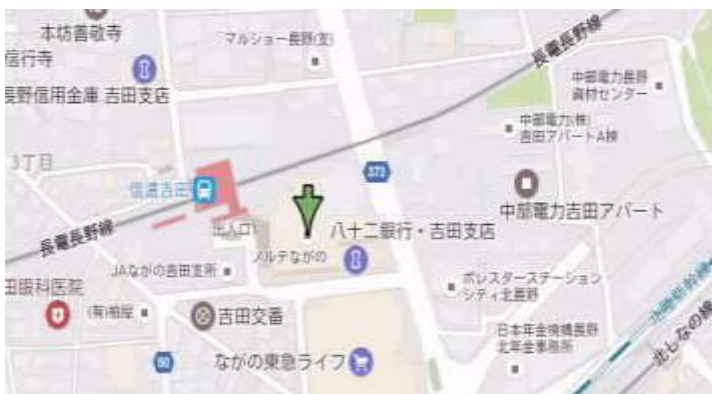 本坊善敬寺
信行寺
マルショー長野(支)
長電長野線
長野信用金庫 吉田支店
中部電力長野
資材センター
中部電力(株)
吉田アパートA棟
3丁目
373
信濃吉田
中部電力吉田アパート
出入口1
八十二銀行・吉田支店
長電長野線
ノルテながの
JAながの吉田支所
ポレスターステーション
シティ北長野
田眼科医院
(有)柏屋
吉田交番
北陸新幹線
日本年金機構長野
北年金事務所
北しなの線
60
ながの東急ライフ